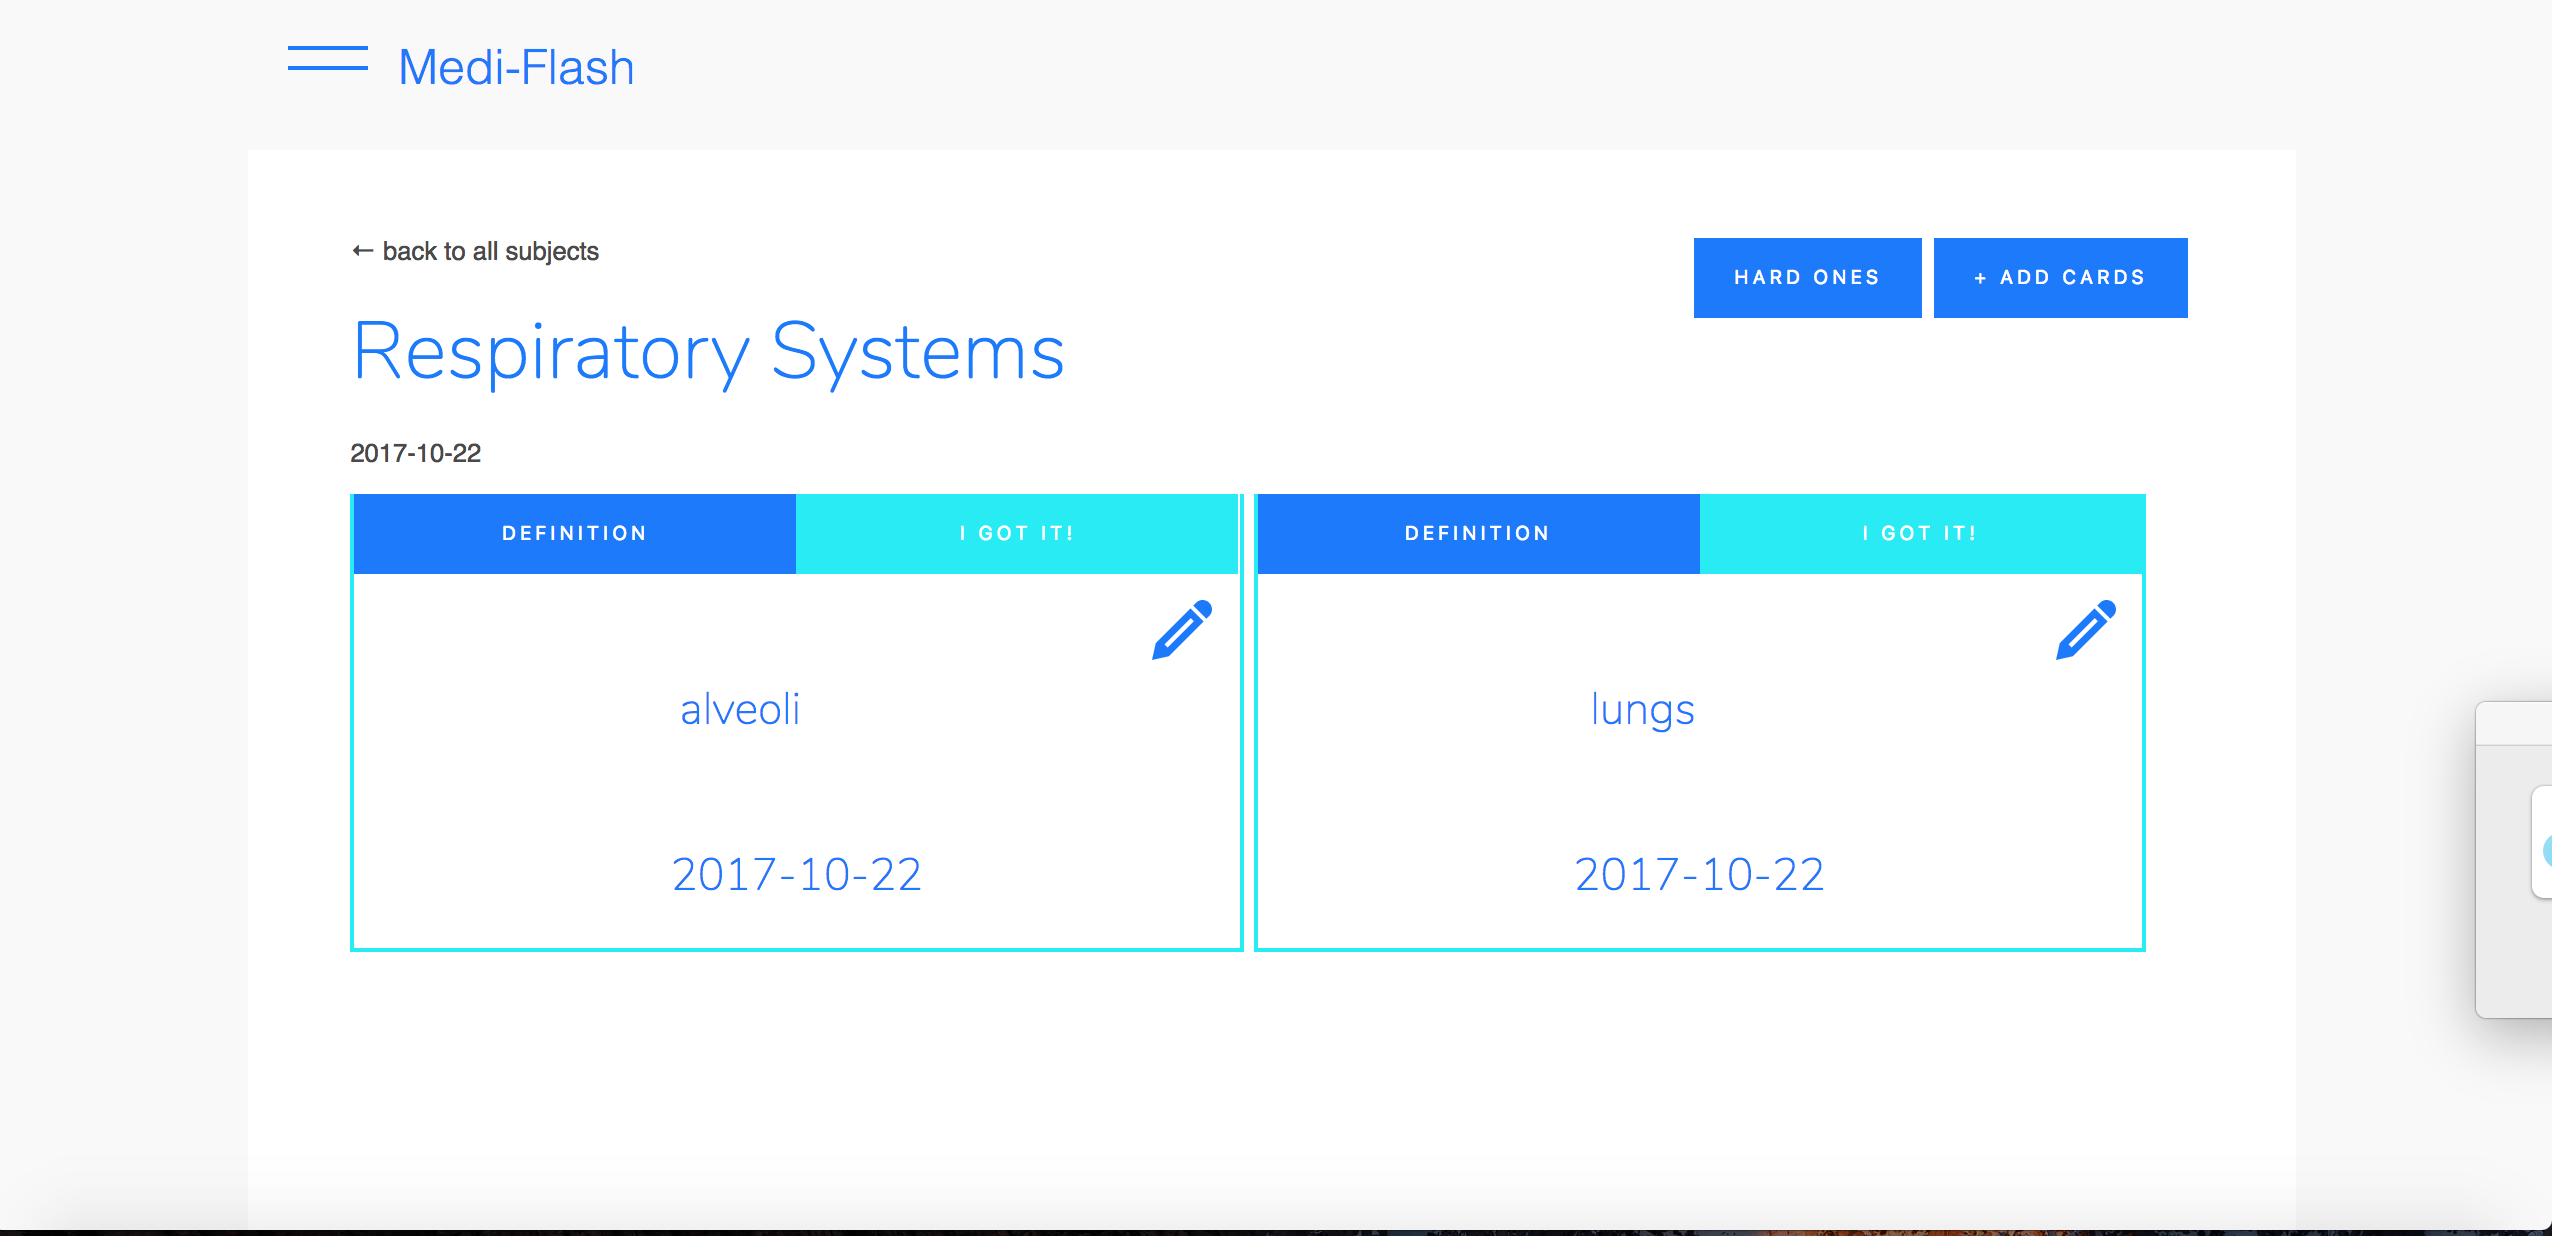 Medi-Flash
← back to all subjects
HARD ONES
+ ADD CARDS
Respiratory Systems
2017-10-22
DEFINITION
I GOT IT!
DEFINITION
I GOT IT!
alveoli
lungs
2017-10-22
2017-10-22